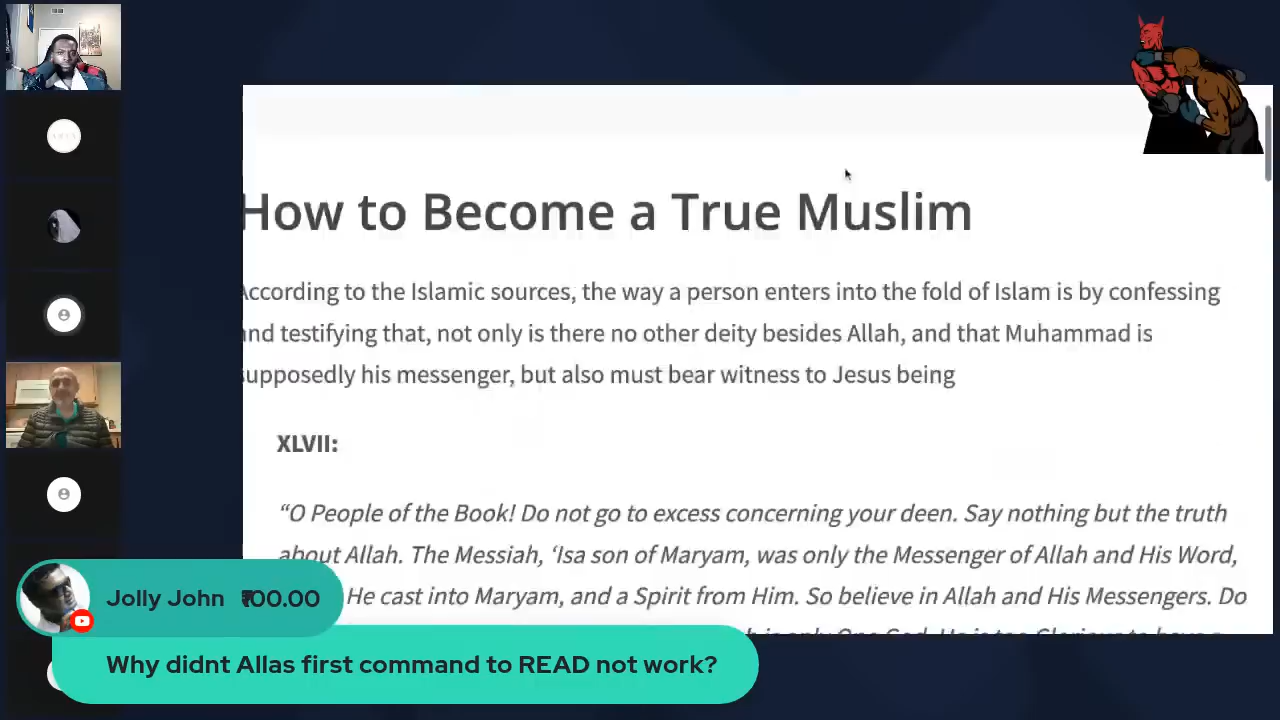 How to Become a True Muslim
According to the Islamic sources, the way a person enters into the fold of Islam is by confessing
and testifying that, not only is there no other deity besides Allah, and that Muhammad is
supposedly his messenger, but also must bear witness to Jesus being
XLVII:
“O People of the Book! Do not go to excess concerning your deen. Say nothing but the truth
about Allah. The Messiah, ‘Isa son of Maryam, was only the Messenger of Allah and His Word,
He cast into Maryam, and a Spirit from Him. So believe in Allah and His Messengers. Do
Jolly John ₹100.00
Why didnt Allas first command to READ not work?